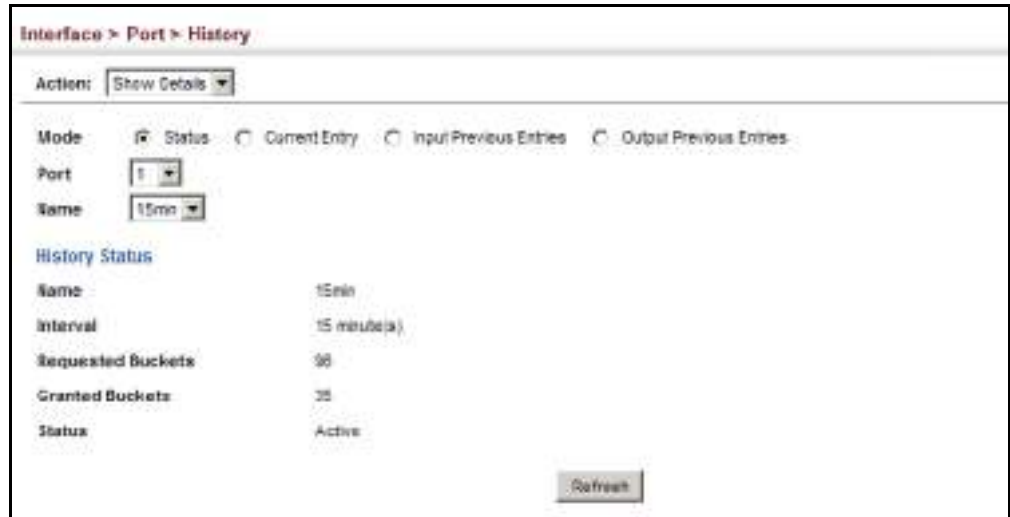 Interface > Port > History
Action: Show Details
Mode Status Current Entry Input Previous Entries Output Previous Entries
Port 1
Name 15min
History Status
Name 15min
Interval 15 minute(s)
Requested Buckets
Granted Buckets
Status Active
Refresh